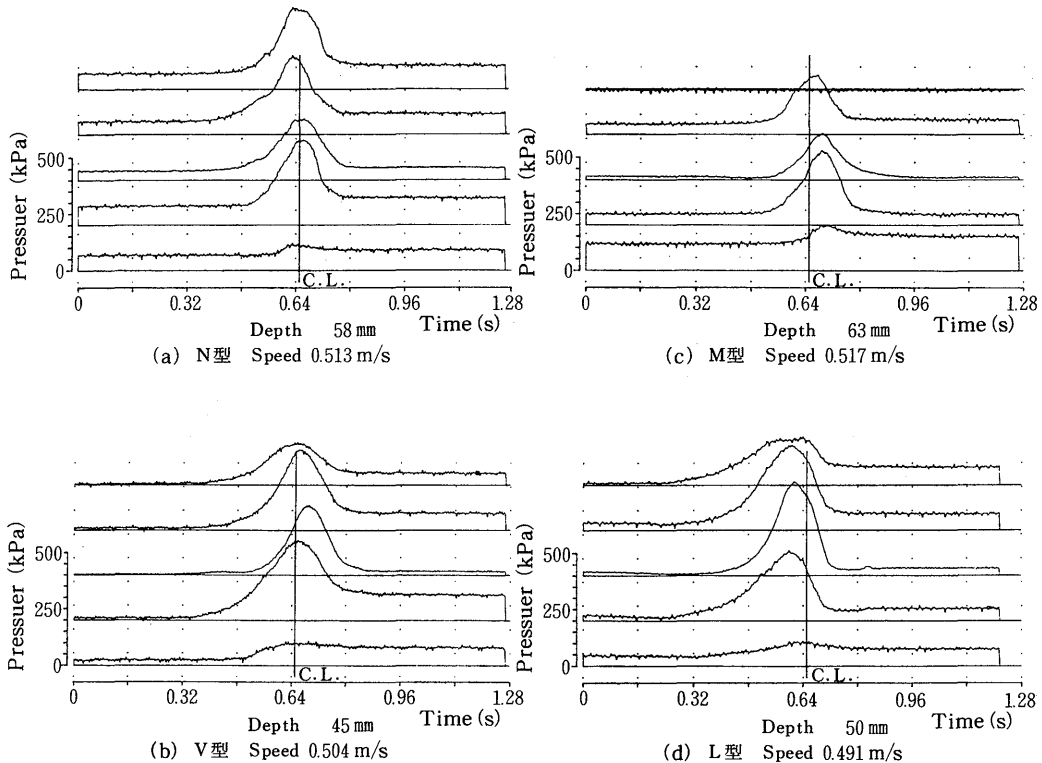 Pressuer (kPa)
500
250
0
C.L.
0 0.32 0.64 0.96 1.28
Depth 58 mm Time (s)
(a) N型 Speed 0.513 m/s
Pressuer (kPa)
500
250
0
C.L.
0 0.32 0.64 0.96 1.28
Depth 63 mm Time (s)
(c) M型 Speed 0.517 m/s
Pressuer (kPa)
500
250
0
C.L.
0 0.32 0.64 0.96 1.28
Depth 45 mm Time (s)
(b) V型 Speed 0.504 m/s
Pressuer (kPa)
500
250
0
C.L.
0 0.32 0.64 0.96 1.28
Depth 50 mm Time (s)
(d) L型 Speed 0.491 m/s